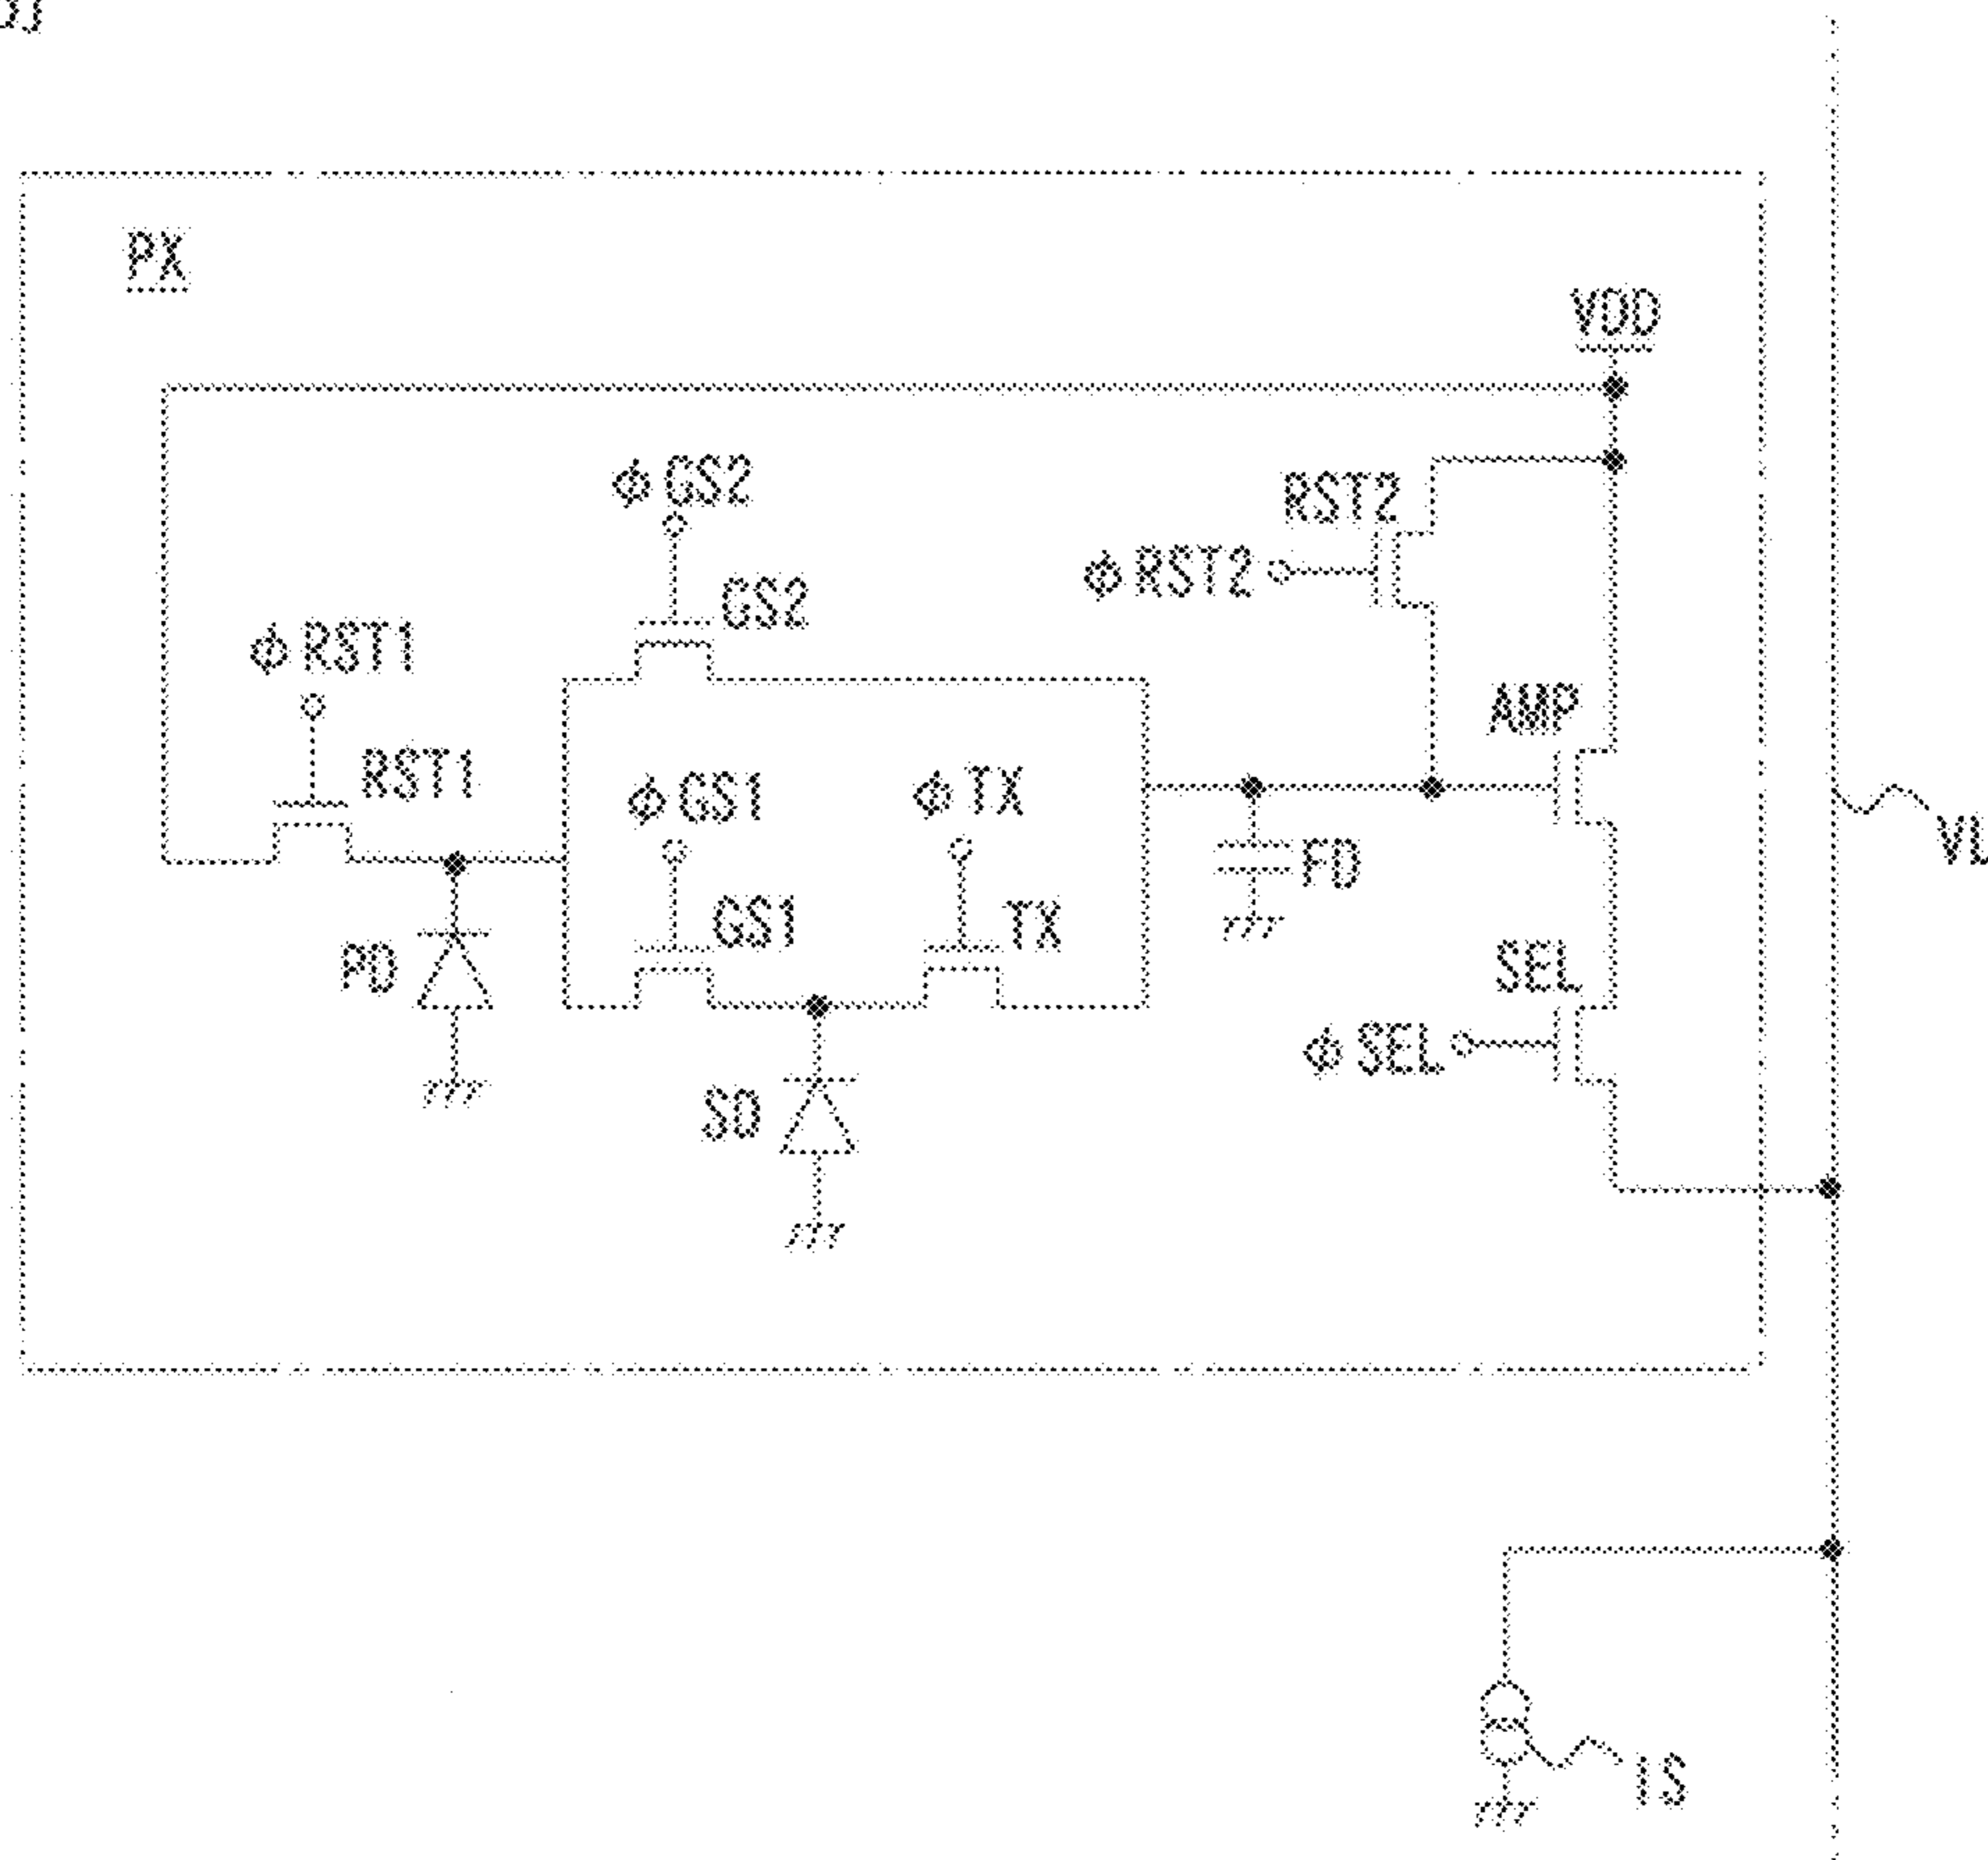 PX
VDD
ϕGS2
RST2
ϕRST2
GS2
ϕRST1
AMP
RST1
ϕGS1
ϕTX
VL
FD
GS1
TX
PD
SEL
ϕSEL
SD
IS